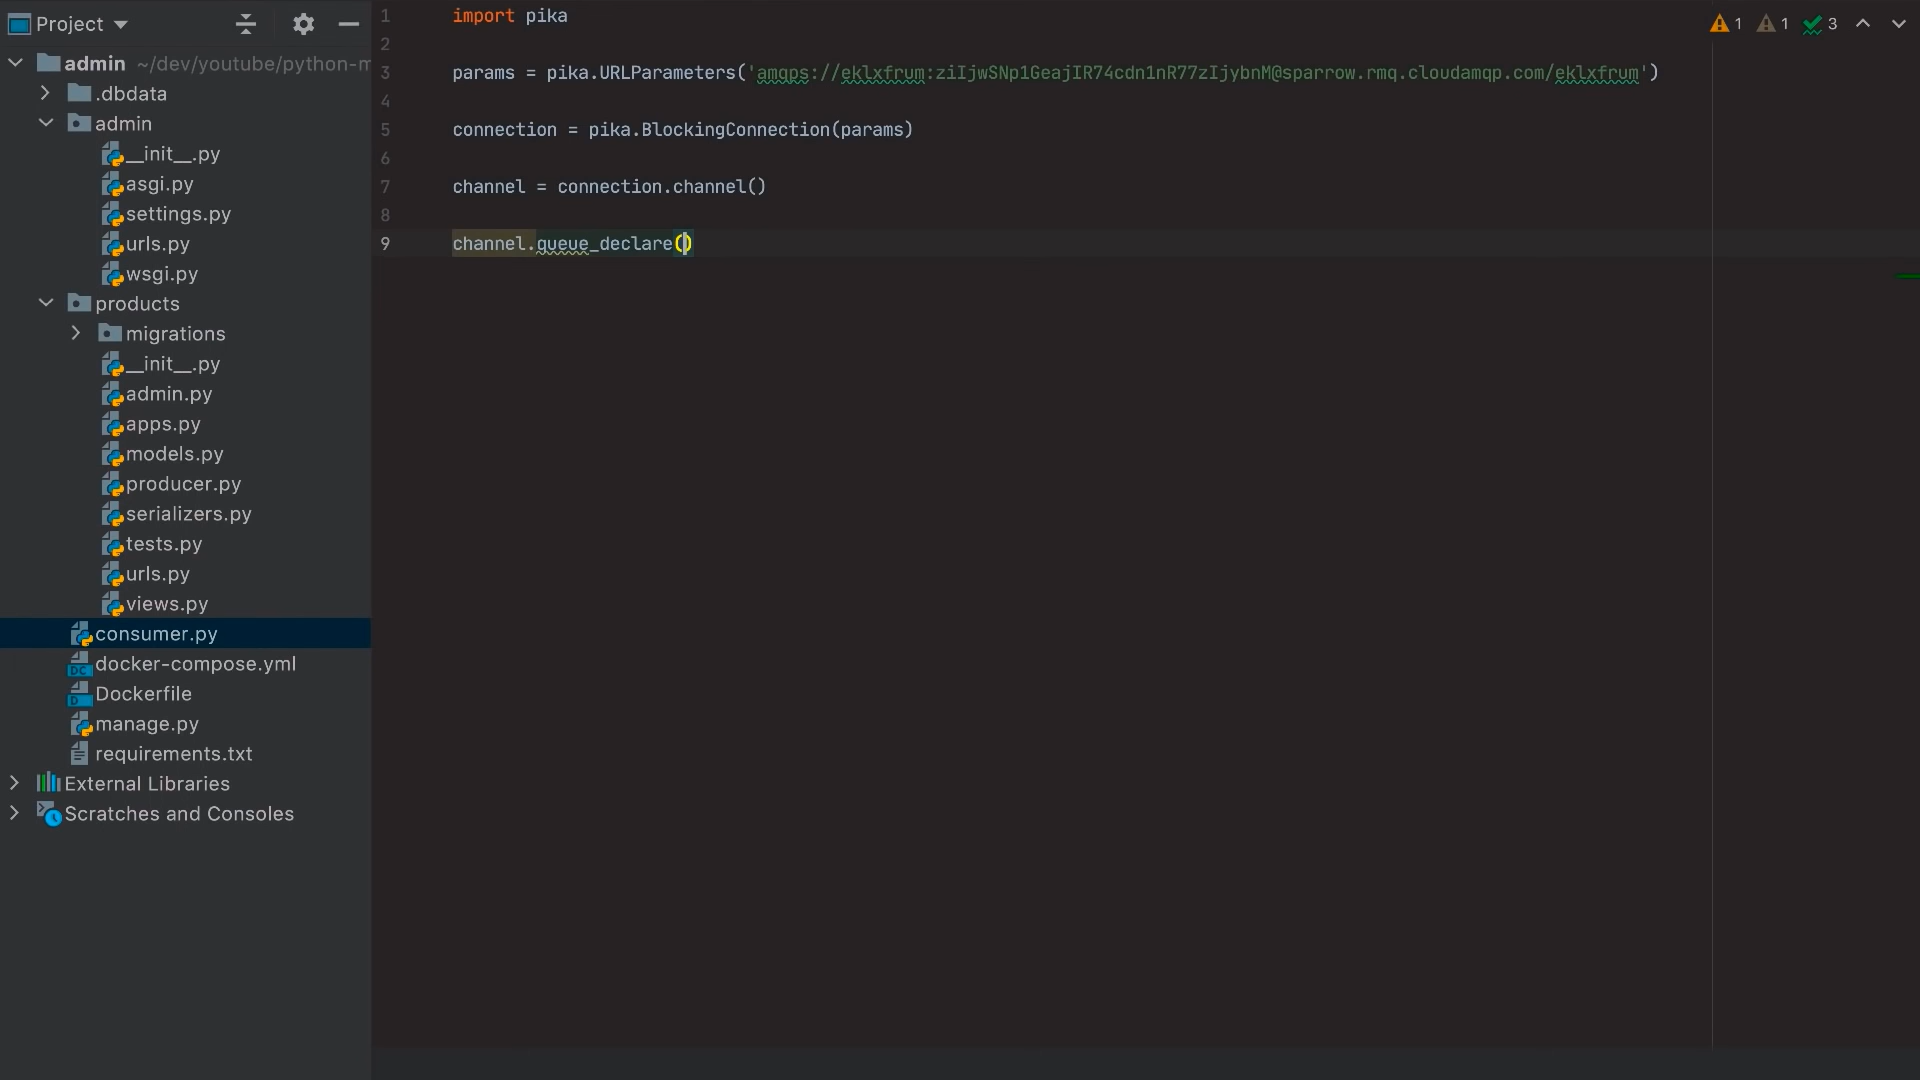 Project
admin ~/dev/youtube/python-m
.dbdata
admin
__init__.py
asgi.py
settings.py
urls.py
wsgi.py
products
migrations
__init__.py
admin.py
apps.py
models.py
producer.py
serializers.py
tests.py
urls.py
views.py
consumer.py
docker-compose.yml
Dockerfile
manage.py
requirements.txt
External Libraries
Scratches and Consoles
1 import pika
2
3 params = pika.URLParameters('amqps://eklxfrum:ziIjwSNp1GeajIR74cdn1nR77zIjybnM@sparrow.rmq.cloudamqp.com/eklxfrum')
4
5 connection = pika.BlockingConnection(params)
6
7 channel = connection.channel()
8
9 channel.queue_declare()
1 1 3
DC
D